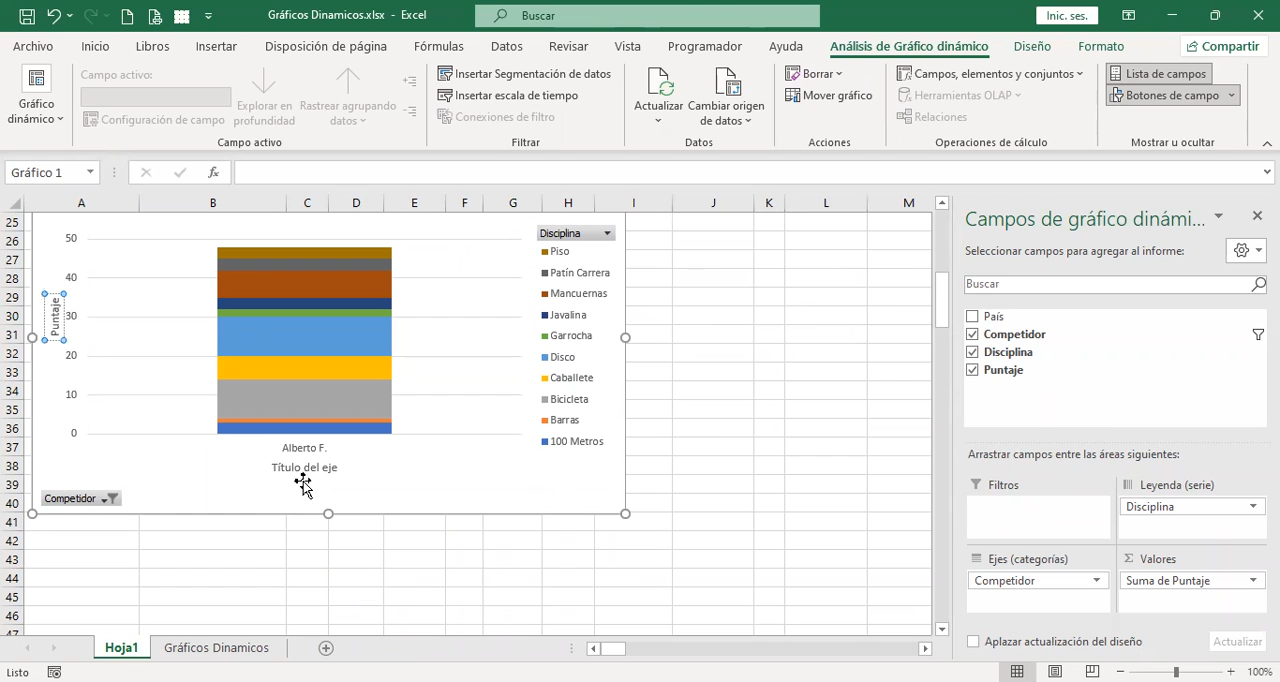 Gráficos Dinamicos.xlsx - Excel
Buscar
Inic. ses.
Archivo Inicio Libros Insertar Disposición de página Fórmulas Datos Revisar Vista Programador Ayuda Análisis de Gráfico dinámico Diseño Formato Compartir
Gráfico dinámico
Campo activo:
Configuración de campo
Explorar en profundidad
Rastrear agrupando datos
Campo activo
Insertar Segmentación de datos
Insertar escala de tiempo
Conexiones de filtro
Filtrar
Actualizar
Cambiar origen de datos
Datos
Borrar
Mover gráfico
Acciones
Campos, elementos y conjuntos
Herramientas OLAP
Relaciones
Operaciones de cálculo
Lista de campos
Botones de campo
Mostrar u ocultar
Gráfico 1
fx
A B C D E F G H I J K L M
25
26
27
28
29
30
31
32
33
34
35
36
37
38
39
40
41
42
43
44
45
46
47
50
40
30
20
10
0
Puntaje
Alberto F.
Título del eje
Competidor
Disciplina
Piso
Patín Carrera
Mancuernas
Javalina
Garrocha
Disco
Caballete
Bicicleta
Barras
100 Metros
Campos de gráfico dinámi...
Seleccionar campos para agregar al informe:
Buscar
País
Competidor
Disciplina
Puntaje
Arrastrar campos entre las áreas siguientes:
Filtros
Leyenda (serie)
Disciplina
Ejes (categorías)
Competidor
Σ Valores
Suma de Puntaje
Aplazar actualización del diseño
Actualizar
Hoja1
Gráficos Dinamicos
Listo
100%